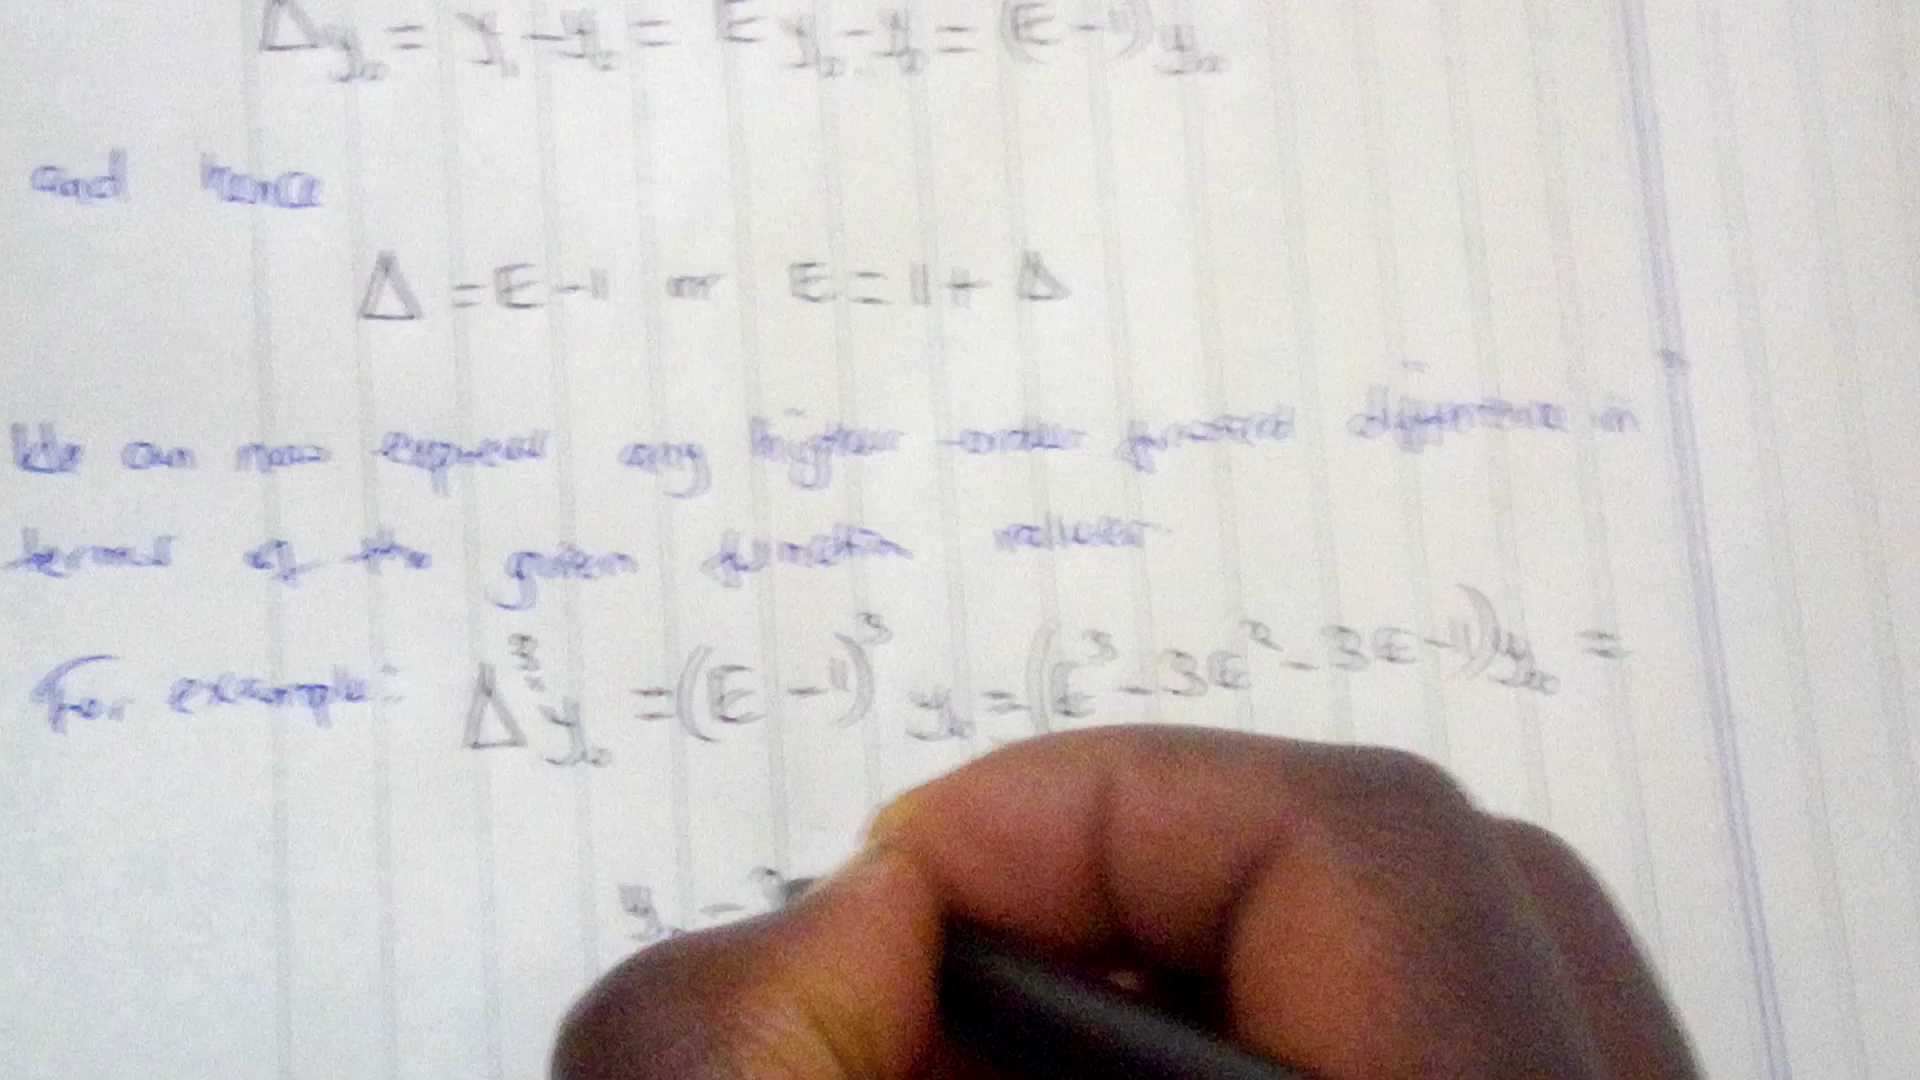 Δy₀ = y₁ - y₀ = E y₀ - y₀ = (E - 1) y₀
and hence
Δ = E - 1 or E = 1 + Δ
We can now express any higher-order forward difference in
terms of the given function values.
For example: Δ³y₀ = (E - 1)³ y₀ = (E³ - 3E² - 3E - 1)y₀ =
y₃ - 3